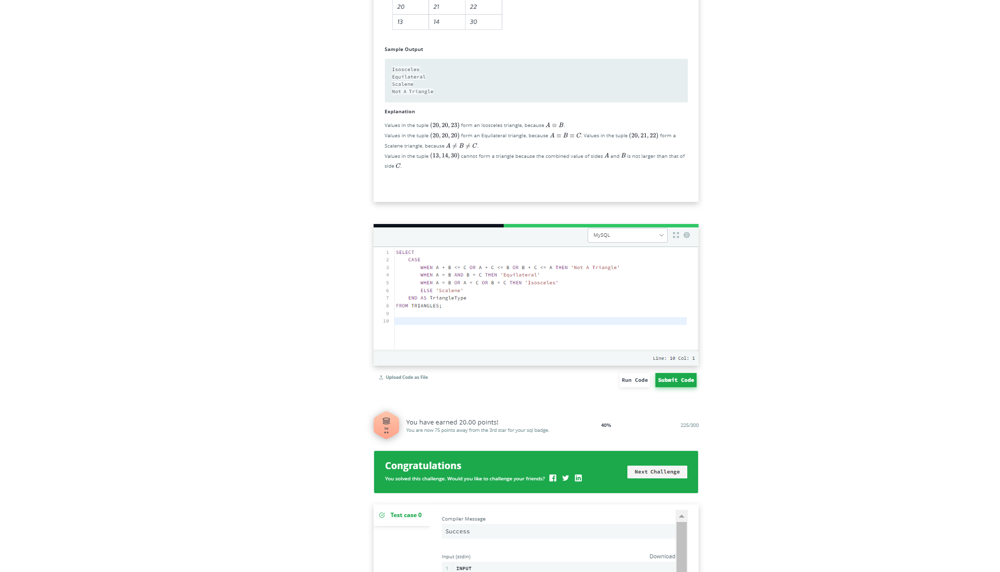 20 21 22
13 14 30
Sample Output
Isosceles
Equilateral
Scalene
Not A Triangle
Explanation
Values in the tuple (20, 20, 23) form an Isosceles triangle, because A ≡ B.
Values in the tuple (20, 20, 20) form an Equilateral triangle, because A ≡ B ≡ C. Values in the tuple (20, 21, 22) form a
Scalene triangle, because A ≠ B ≠ C.
Values in the tuple (13, 14, 30) cannot form a triangle because the combined value of sides A and B is not larger than that of
side C.
MySQL
1 SELECT
2 CASE
3 WHEN A + B <= C OR A + C <= B OR B + C <= A THEN 'Not A Triangle'
4 WHEN A = B AND B = C THEN 'Equilateral'
5 WHEN A = B OR A = C OR B = C THEN 'Isosceles'
6 ELSE 'Scalene'
7 END AS TriangleType
8 FROM TRIANGLES;
9
10
Line: 10 Col: 1
Upload Code as File
Run Code
Submit Code
Sql
You have earned 20.00 points!
You are now 75 points away from the 3rd star for your sql badge.
40%
225/300
Congratulations
You solved this challenge. Would you like to challenge your friends?
Next Challenge
Test case 0
Compiler Message
Success
Input (stdin)
Download
1 INPUT